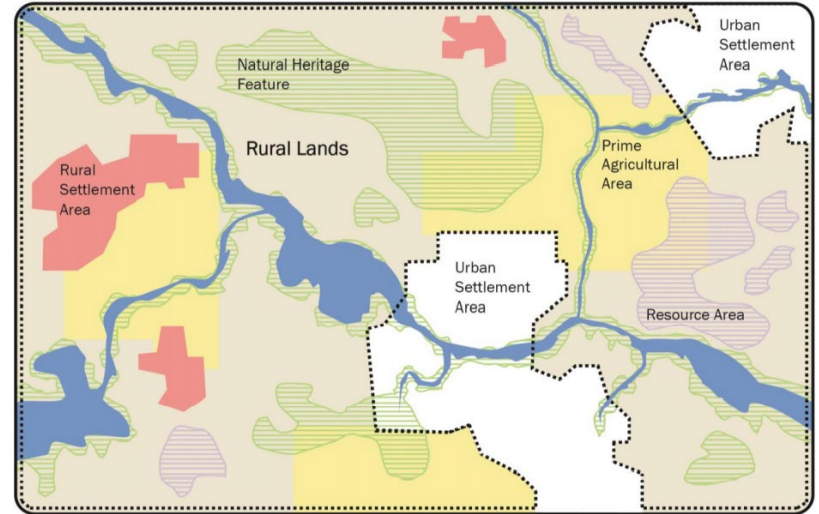 Urban
Settlement
Area
Natural Heritage
Feature
Rural Lands
Prime
Agricultural
Area
Rural
Settlement
Area
Urban
Settlement
Area
Resource Area